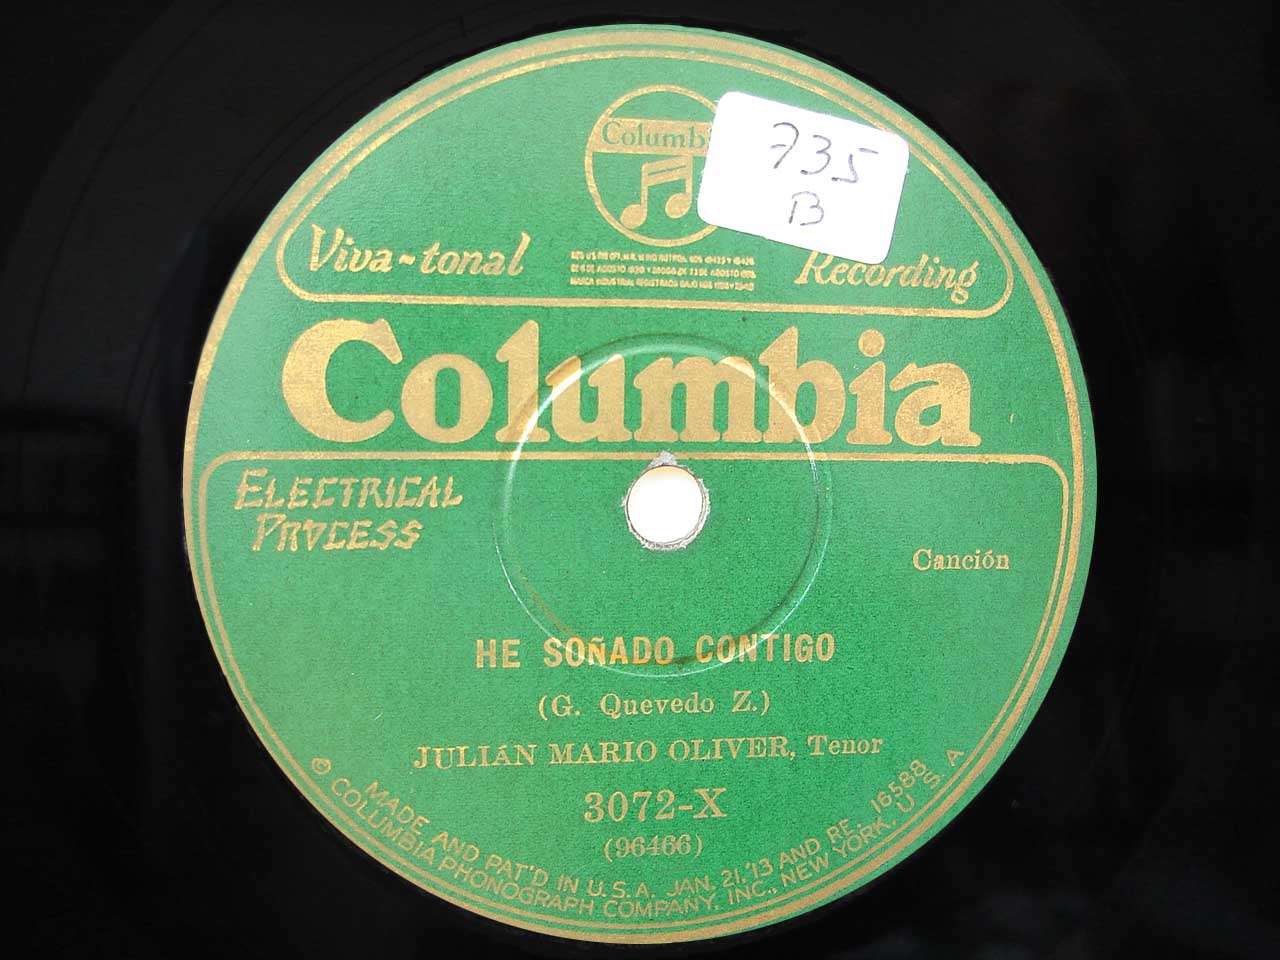 Columb
735
B
Viva-tonal
Recording
Columbia
ELECTRICAL
PROCESS
Canción
HE SOÑADO CONTIGO
(G. Quevedo Z.)
JULIÁN MARIO OLIVER, Tenor
3072-X
(96466)
MADE AND PAT'D IN U.S.A. JAN. 21,'13 AND RE. 16588
© COLUMBIA PHONOGRAPH COMPANY, INC., NEW YORK, U. S. A